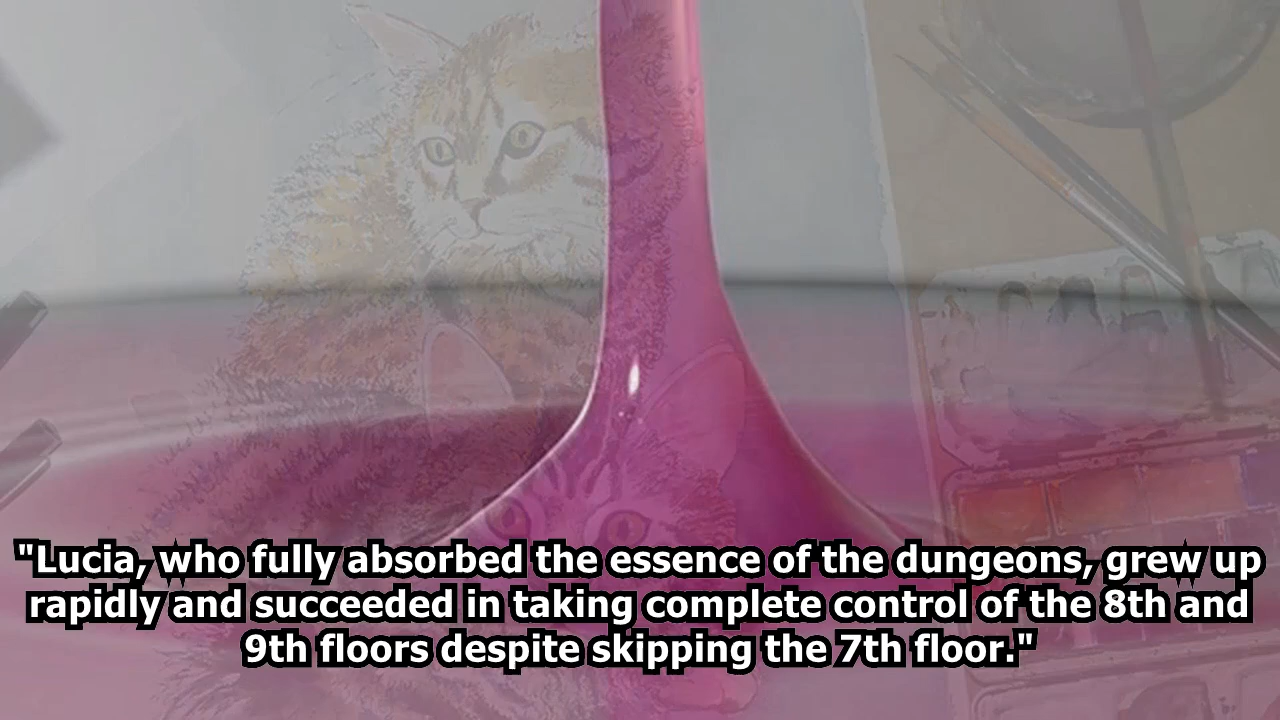 "Lucia, who fully absorbed the essence of the dungeons, grew up
rapidly and succeeded in taking complete control of the 8th and
9th floors despite skipping the 7th floor."